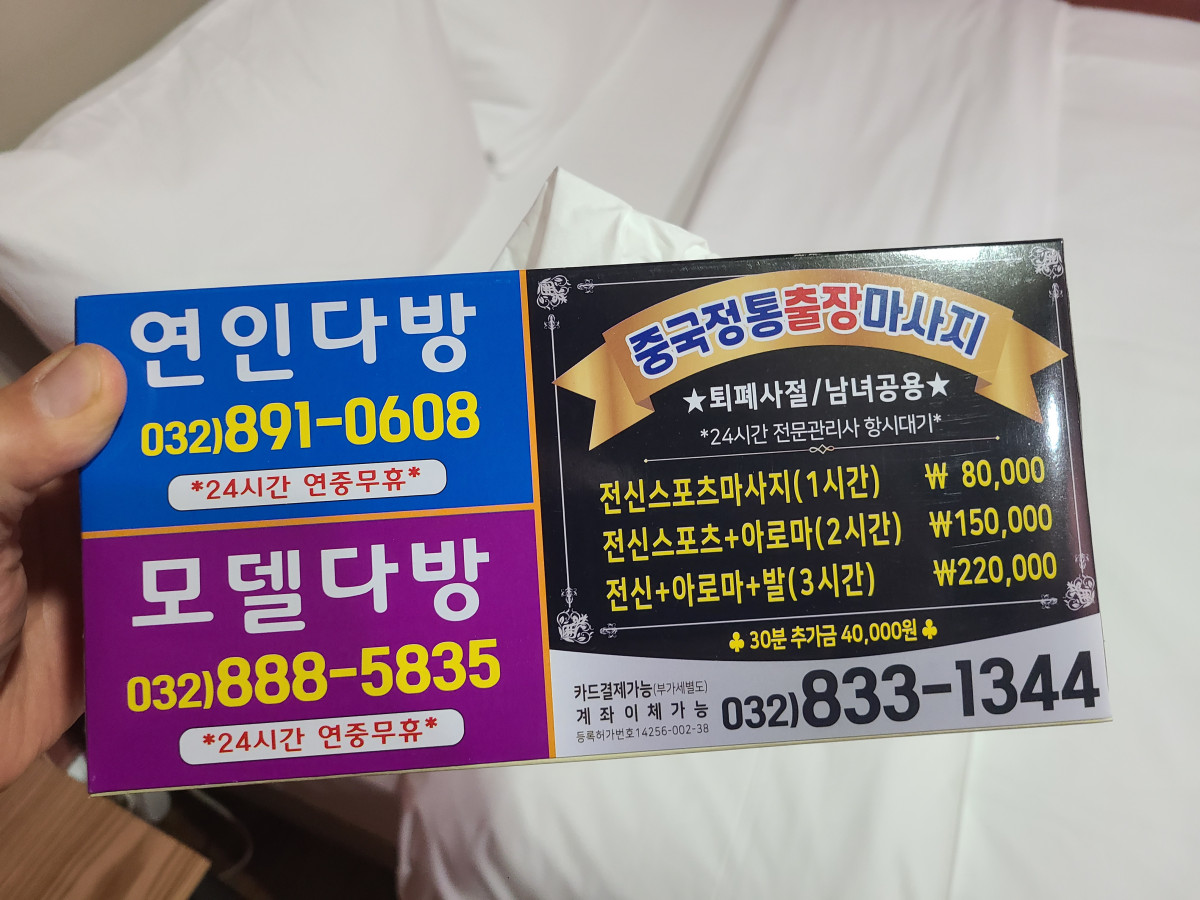 연인다방
032)891-0608
*24시간 연중무휴*
모델다방
032)888-5835
*24시간 연중무휴*
중국정통출장마사지
★퇴폐사절/남녀공용★
*24시간 전문관리사 항시대기*
전신스포츠마사지(1시간) ₩ 80,000
전신스포츠+아로마(2시간) ₩150,000
전신+아로마+발(3시간) ₩220,000
♣ 30분 추가금 40,000원 ♣
카드결제가능(부가세별도)
계좌이체가능
등록허가번호14256-002-38
032)833-1344